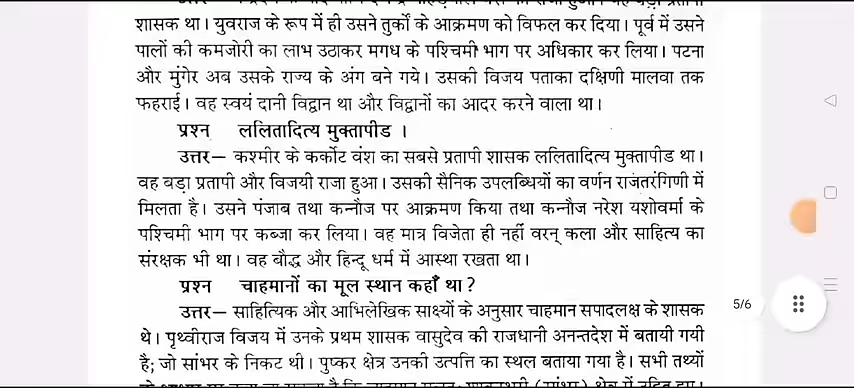 शासक था। युवराज के रूप में ही उसने तुर्कों के आक्रमण को विफल कर दिया। पूर्व में उसने
पालों की कमजोरी का लाभ उठाकर मगध के पश्चिमी भाग पर अधिकार कर लिया। पटना
और मुंगेर अब उसके राज्य के अंग बने गये। उसकी विजय पताका दक्षिणी मालवा तक
फहराई। वह स्वयं दानी विद्वान था और विद्वानों का आदर करने वाला था।
प्रश्न ललितादित्य मुक्तापीड ।
उत्तर— कश्मीर के कर्कोट वंश का सबसे प्रतापी शासक ललितादित्य मुक्तापीड था।
वह बड़ा प्रतापी और विजयी राजा हुआ। उसकी सैनिक उपलब्धियों का वर्णन राजतरंगिणी में
मिलता है। उसने पंजाब तथा कन्नौज पर आक्रमण किया तथा कन्नौज नरेश यशोवर्मा के
पश्चिमी भाग पर कब्जा कर लिया। वह मात्र विजेता ही नहीं वरन् कला और साहित्य का
संरक्षक भी था। वह बौद्ध और हिन्दू धर्म में आस्था रखता था।
प्रश्न चाहमानों का मूल स्थान कहाँ था?
उत्तर— साहित्यिक और आभिलेखिक साक्ष्यों के अनुसार चाहमान सपादलक्ष के शासक
थे। पृथ्वीराज विजय में उनके प्रथम शासक वासुदेव की राजधानी अनन्तदेश में बतायी गयी
है; जो सांभर के निकट थी। पुष्कर क्षेत्र उनकी उत्पत्ति का स्थल बताया गया है। सभी तथ्यों
5/6